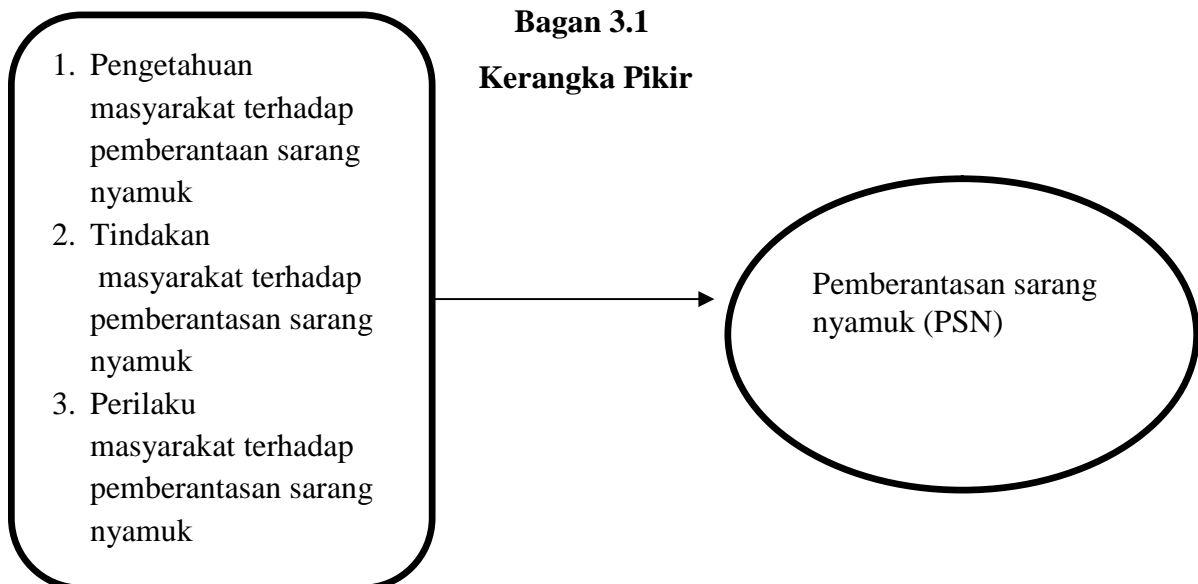 Bagan 3.1
Kerangka Pikir
1. Pengetahuan
masyarakat terhadap
pemberantaan sarang
nyamuk
2. Tindakan
masyarakat terhadap
pemberantasan sarang
nyamuk
3. Perilaku
masyarakat terhadap
pemberantasan sarang
nyamuk
Pemberantasan sarang
nyamuk (PSN)